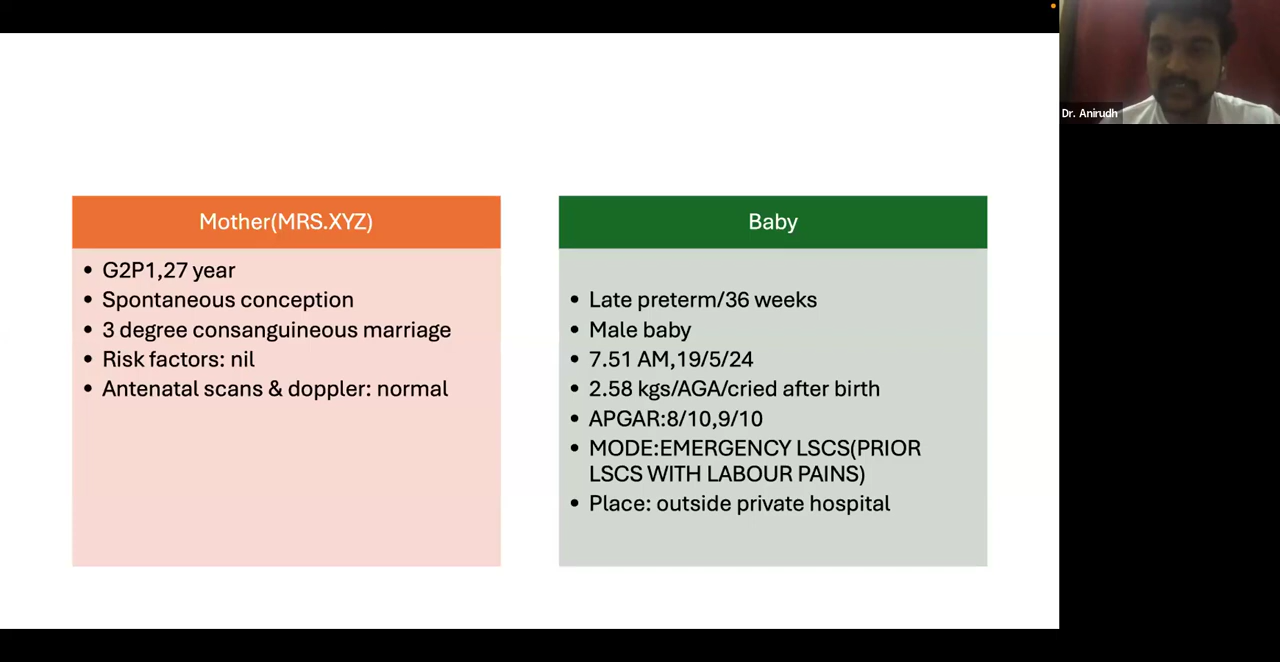 Dr. Anirudh
Mother(MRS.XYZ)
• G2P1,27 year
• Spontaneous conception
• 3 degree consanguineous marriage
• Risk factors: nil
• Antenatal scans & doppler: normal
Baby
• Late preterm/36 weeks
• Male baby
• 7.51 AM,19/5/24
• 2.58 kgs/AGA/cried after birth
• APGAR:8/10,9/10
• MODE:EMERGENCY LSCS(PRIOR
LSCS WITH LABOUR PAINS)
• Place: outside private hospital